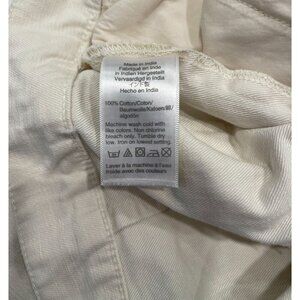 Made in India
Fabriqué en Inde
in Indien Hergestellt
Vervaardigd in India
インド製
Hecho en India
100% Cotton/Coton/
Baumwolle/Katoen/綿/
algodón
Machine wash cold with
like colors. Non chlorine
bleach only. Tumble dry
low. Iron on lowest setting.
Laver à la machine à l'eau
froide avec des couleurs